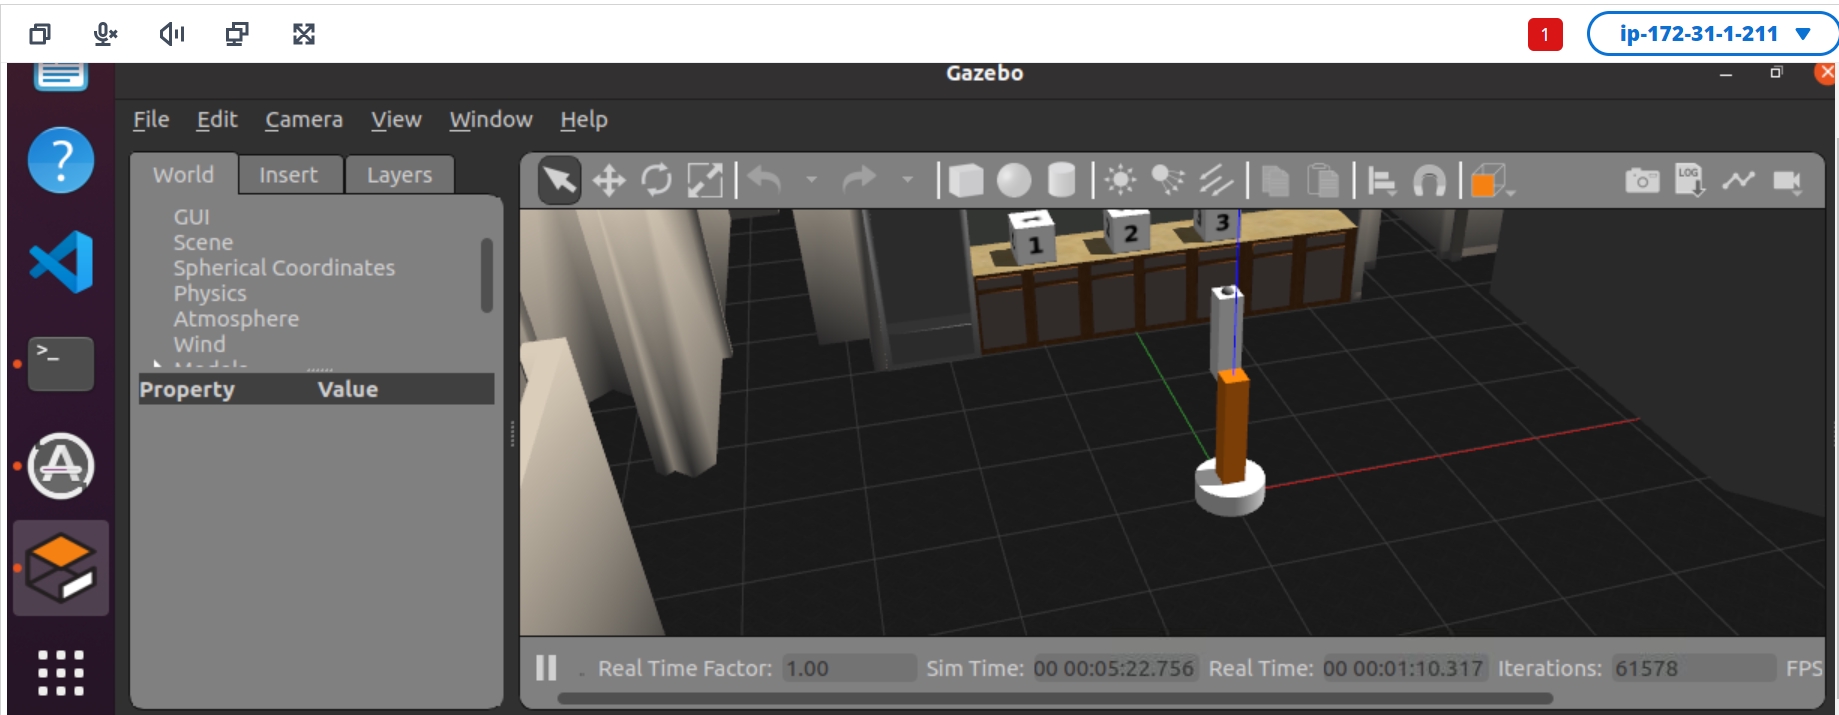 1
ip-172-31-1-211
Gazebo
File Edit Camera View Window Help
World Insert Layers
LOG
GUI
Scene
Spherical Coordinates
Physics
Atmosphere
Wind
Models
Property Value
1 2 3
>_
?
Real Time Factor: 1.00 Sim Time: 00 00:05:22.756 Real Time: 00 00:01:10.317 Iterations: 61578 FPS